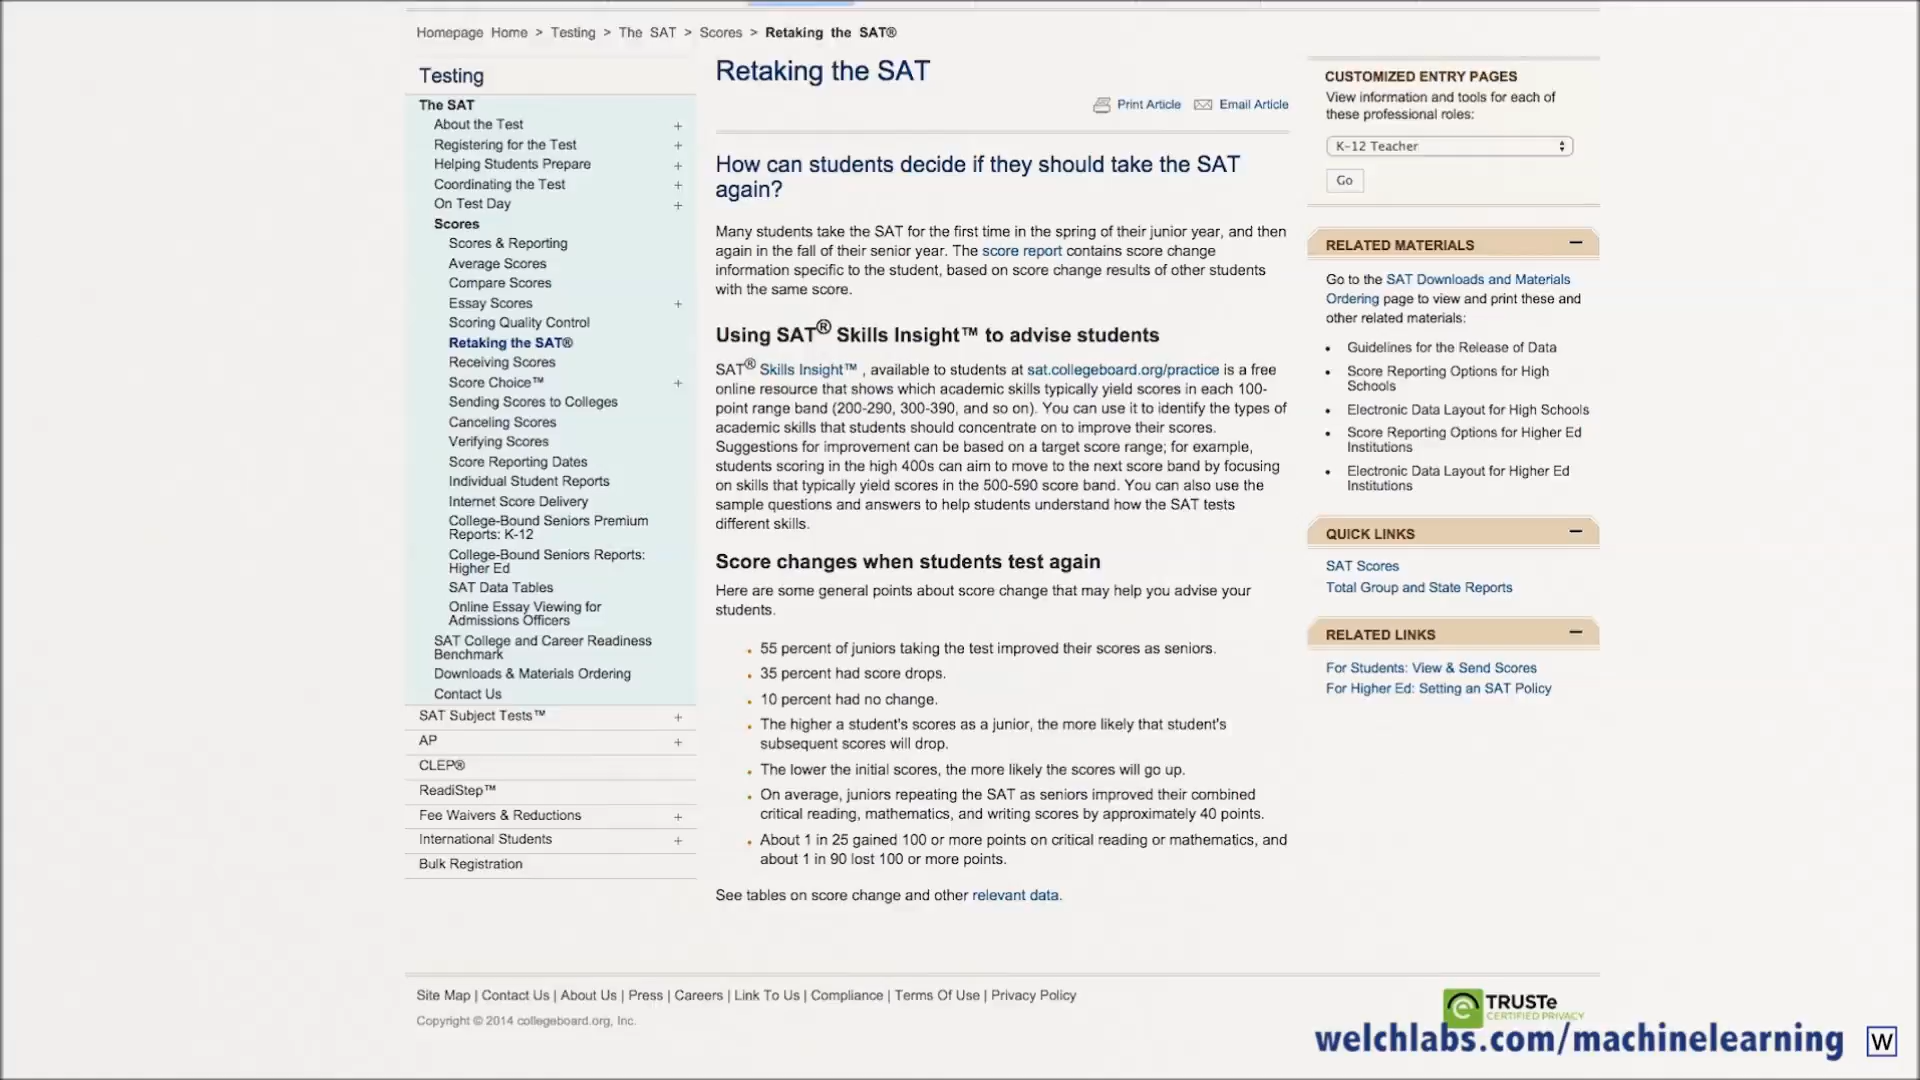 Homepage Home > Testing > The SAT > Scores > Retaking the SAT®
Testing
The SAT
About the Test +
Registering for the Test +
Helping Students Prepare +
Coordinating the Test +
On Test Day +
Scores
Scores & Reporting
Average Scores
Compare Scores
Essay Scores +
Scoring Quality Control
Retaking the SAT®
Receiving Scores
Score Choice™ +
Sending Scores to Colleges
Canceling Scores
Verifying Scores
Score Reporting Dates
Individual Student Reports
Internet Score Delivery
College-Bound Seniors Premium
Reports: K-12
College-Bound Seniors Reports:
Higher Ed
SAT Data Tables
Online Essay Viewing for
Admissions Officers
SAT College and Career Readiness
Benchmark
Downloads & Materials Ordering
Contact Us
SAT Subject Tests™ +
AP +
CLEP®
ReadiStep™
Fee Waivers & Reductions +
International Students +
Bulk Registration
Retaking the SAT
Print Article Email Article
How can students decide if they should take the SAT
again?
Many students take the SAT for the first time in the spring of their junior year, and then
again in the fall of their senior year. The score report contains score change
information specific to the student, based on score change results of other students
with the same score.
Using SAT® Skills Insight™ to advise students
SAT® Skills Insight™ , available to students at sat.collegeboard.org/practice is a free
online resource that shows which academic skills typically yield scores in each 100-
point range band (200-290, 300-390, and so on). You can use it to identify the types of
academic skills that students should concentrate on to improve their scores.
Suggestions for improvement can be based on a target score range; for example,
students scoring in the high 400s can aim to move to the next score band by focusing
on skills that typically yield scores in the 500-590 score band. You can also use the
sample questions and answers to help students understand how the SAT tests
different skills.
Score changes when students test again
Here are some general points about score change that may help you advise your
students.
• 55 percent of juniors taking the test improved their scores as seniors.
• 35 percent had score drops.
• 10 percent had no change.
• The higher a student's scores as a junior, the more likely that student's
subsequent scores will drop.
• The lower the initial scores, the more likely the scores will go up.
• On average, juniors repeating the SAT as seniors improved their combined
critical reading, mathematics, and writing scores by approximately 40 points.
• About 1 in 25 gained 100 or more points on critical reading or mathematics, and
about 1 in 90 lost 100 or more points.
See tables on score change and other relevant data.
CUSTOMIZED ENTRY PAGES
View information and tools for each of
these professional roles:
K-12 Teacher
Go
RELATED MATERIALS
Go to the SAT Downloads and Materials
Ordering page to view and print these and
other related materials:
• Guidelines for the Release of Data
• Score Reporting Options for High
Schools
• Electronic Data Layout for High Schools
• Score Reporting Options for Higher Ed
Institutions
• Electronic Data Layout for Higher Ed
Institutions
QUICK LINKS
SAT Scores
Total Group and State Reports
RELATED LINKS
For Students: View & Send Scores
For Higher Ed: Setting an SAT Policy
Site Map | Contact Us | About Us | Press | Careers | Link To Us | Compliance | Terms Of Use | Privacy Policy
Copyright © 2014 collegeboard.org, Inc.
TRUSTe
CERTIFIED PRIVACY
welchlabs.com/machinelearning W